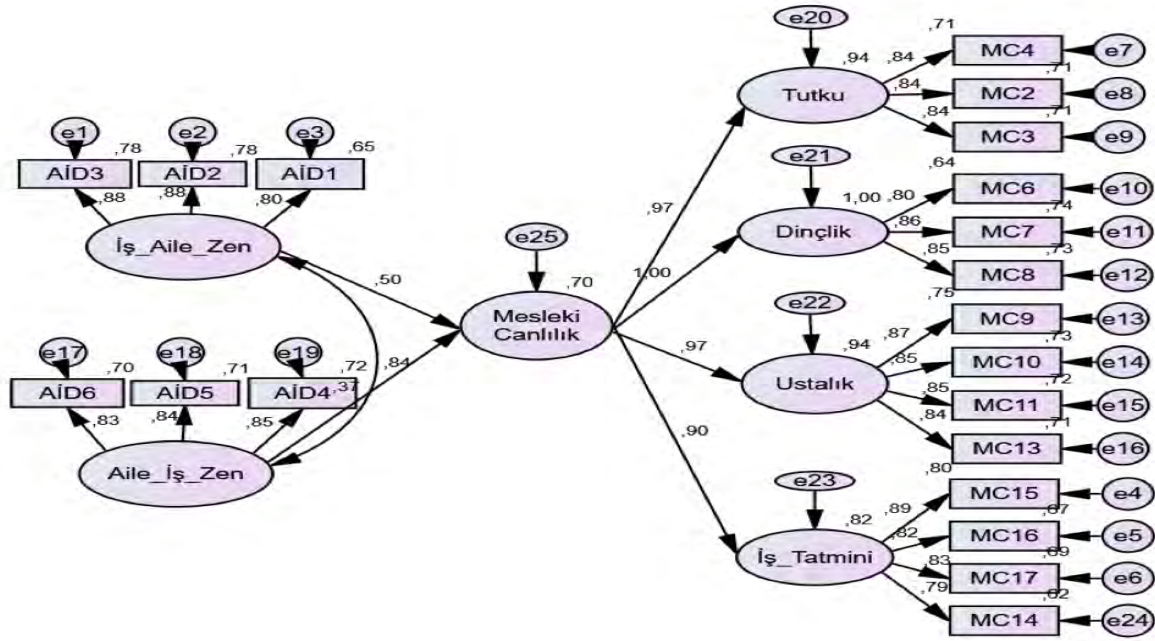 e20
,71
,94
,84
MC4
e7
,71
Tutku
,84
MC2
e8
,71
,84
MC3
e9
e1
e2
e3
,78
,78
,65
AİD3
AİD2
AİD1
,88
,88
,80
İş_Aile_Zen
e21
,64
1,00
,80
MC6
e10
,74
Dinçlik
,86
MC7
e11
,73
,85
MC8
e12
,97
1,00
,97
,90
e25
,50
,70
Mesleki
Canlılık
,84
,37
e22
,75
,94
,87
MC9
e13
,73
Ustalık
,85
MC10
e14
,72
,85
MC11
e15
,71
,84
MC13
e16
e17
e18
e19
,70
,71
,72
AİD6
AİD5
AİD4
,83
,84
,85
Aile_İş_Zen
e23
,80
,82
,89
MC15
e4
,67
İş_Tatmini
,82
MC16
e5
,69
,83
MC17
e6
,62
,79
MC14
e24